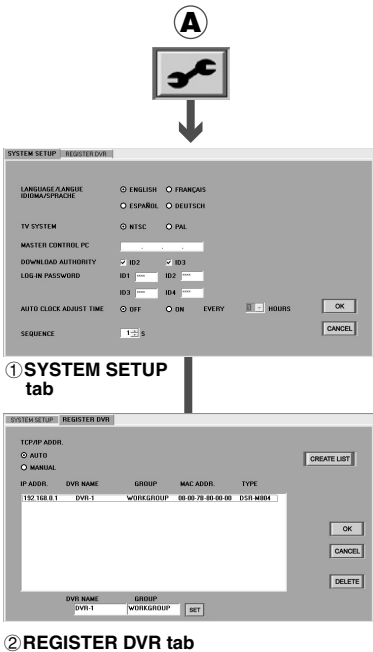 A
SYSTEM SETUP REGISTER DVR
LANGUAGE/LANGUE
IDIOMA/SPRACHE
ENGLISH FRANÇAIS
ESPAÑOL DEUTSCH
TV SYSTEM NTSC PAL
MASTER CONTROL PC . . .
DOWNLOAD AUTHORITY ID2 ID3
LOG-IN PASSWORD ID1 **** ID2 ****
ID3 **** ID4 ****
AUTO CLOCK ADJUST TIME OFF ON EVERY HOURS OK
SEQUENCE 1 S CANCEL
①SYSTEM SETUP
tab
SYSTEM SETUP REGISTER DVR
TCP/IP ADDR.
AUTO
MANUAL
CREATE LIST
IP ADDR. DVR NAME GROUP MAC ADDR. TYPE
192.168.0.1 DVR-1 WORKGROUP 08-00-7B-00-00-00 DSR-M804
OK
CANCEL
DELETE
DVR NAME GROUP
DVR-1 WORKGROUP SET
②REGISTER DVR tab